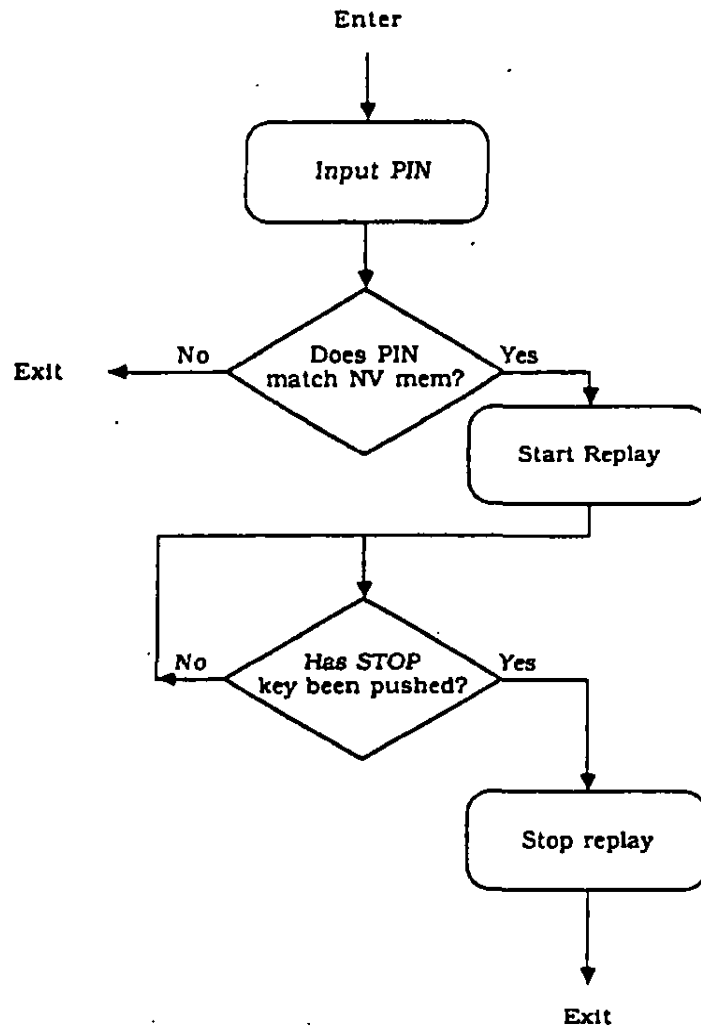 Enter
Input PIN
Does PIN
match NV mem?
No
Yes
Exit
Start Replay
Has STOP
key been pushed?
No
Yes
Stop replay
Exit